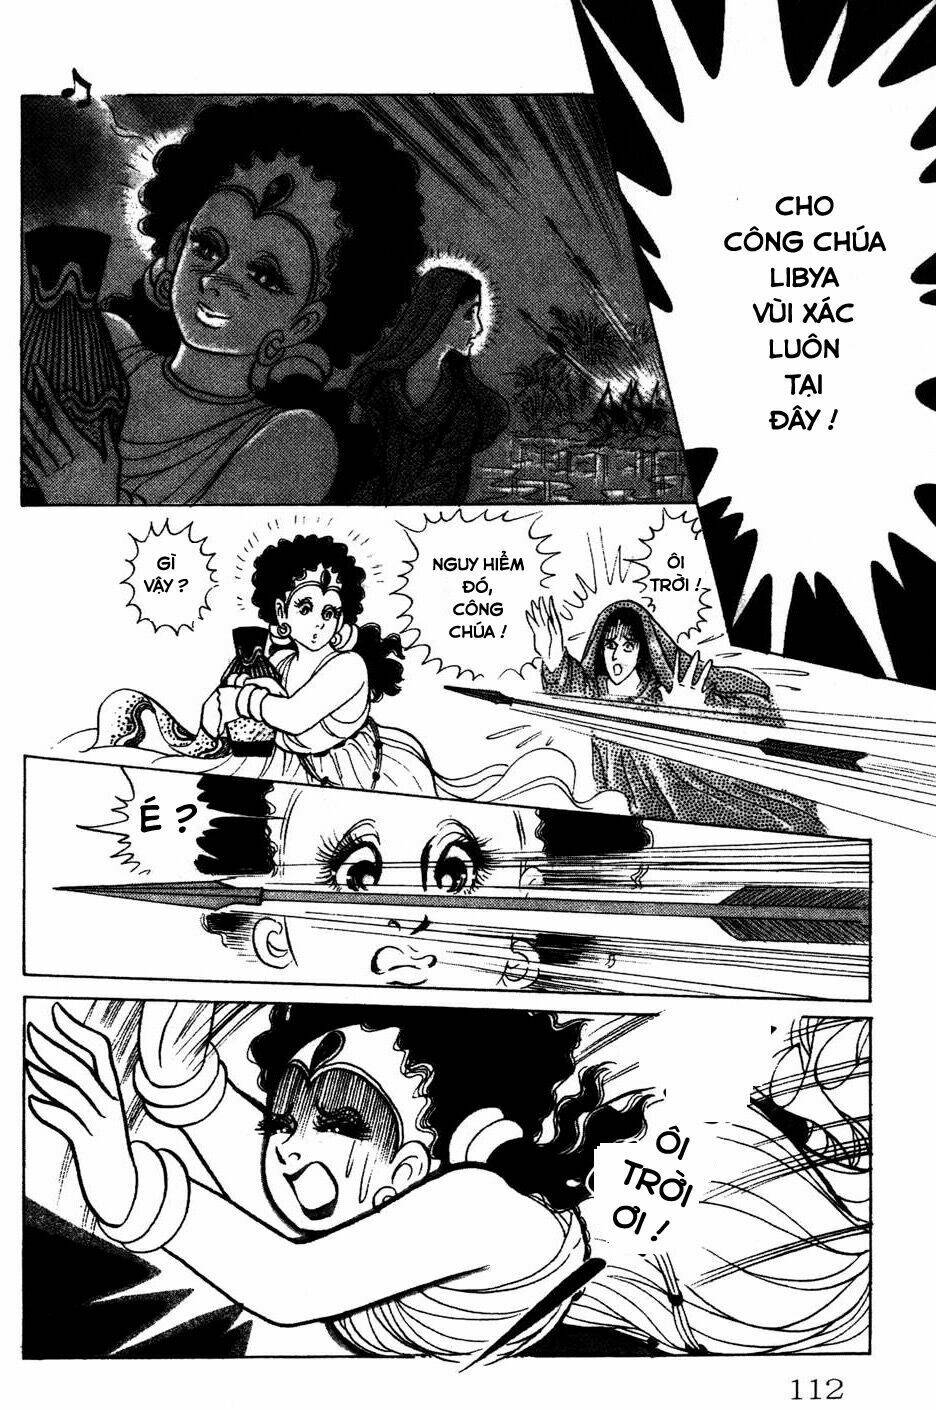 CHO
CÔNG CHÚA
LIBYA
VÙI XÁC
LUÔN
TẠI
ĐÂY !
GÌ
VẬY ?
NGUY HIỂM
ĐÓ,
CÔNG
CHÚA !
ÔI
TRỜI !
É ?
ÔI
TRỜI
ƠI !
112